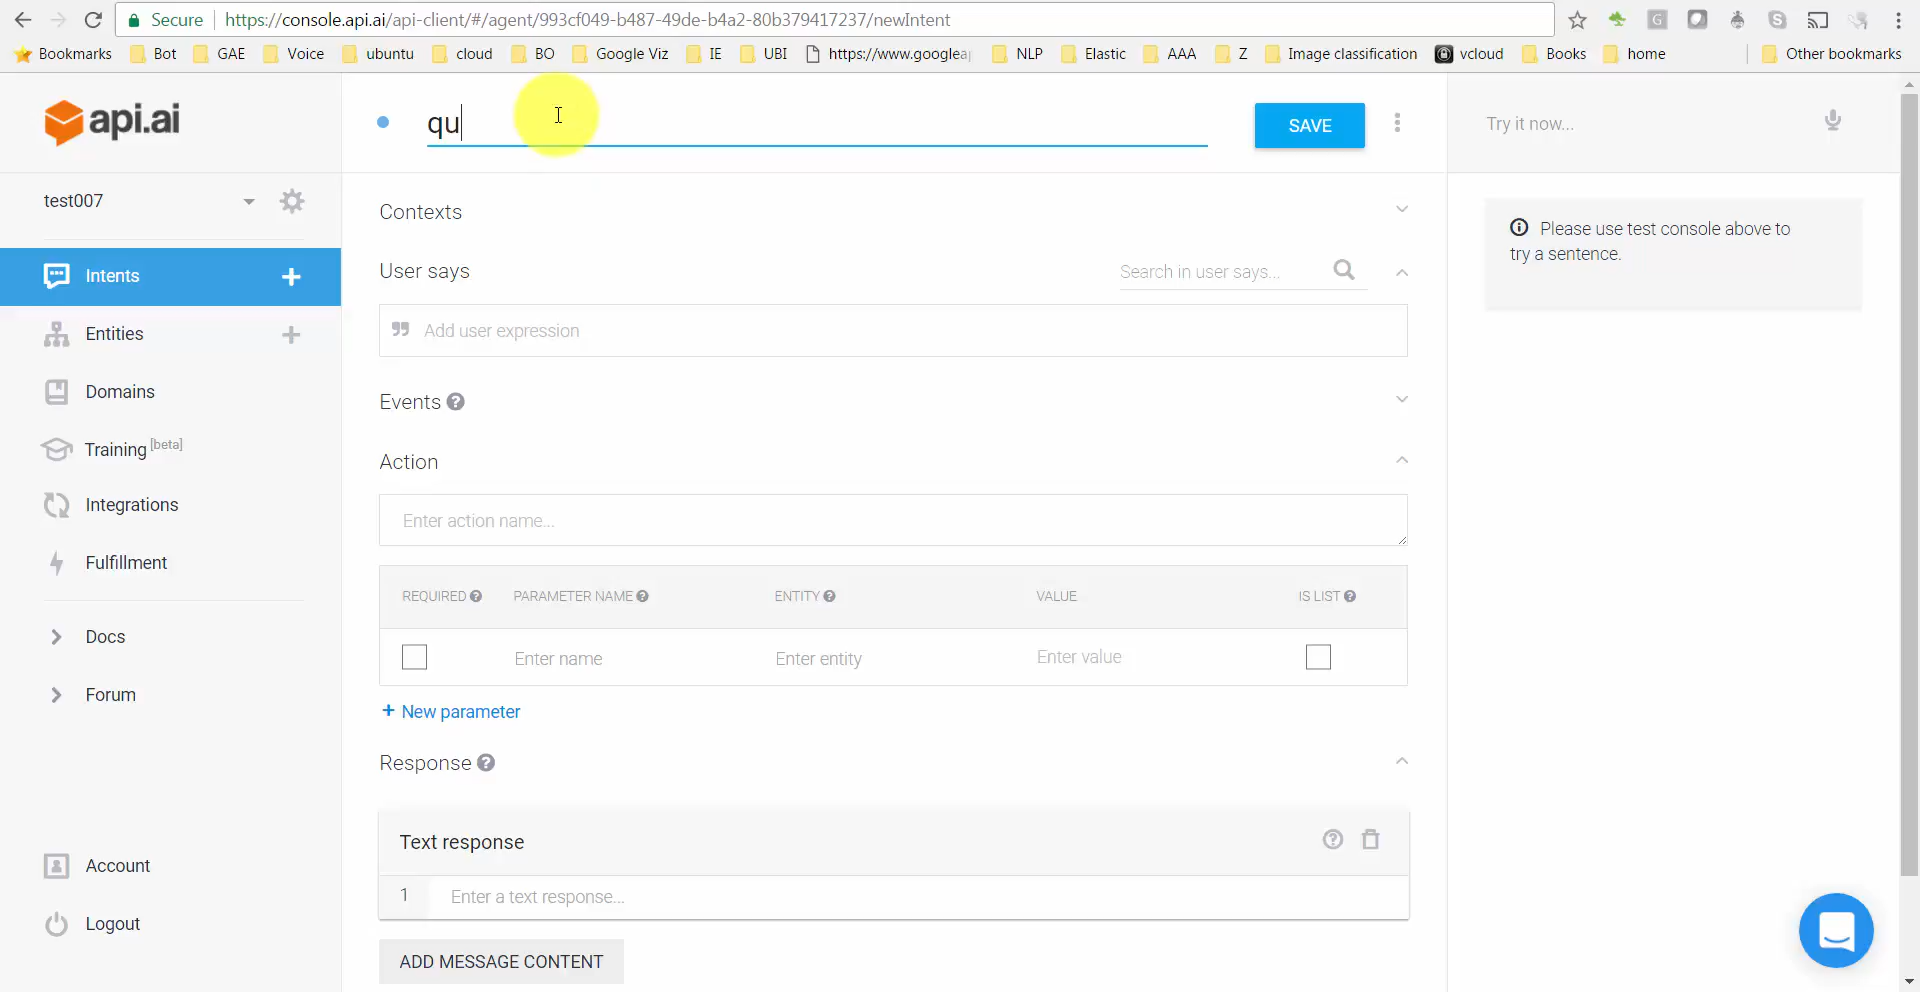 Secure https://console.api.ai/api-client/#/agent/993cf049-b487-49de-b4a2-80b379417237/newIntent
Bookmarks Bot GAE Voice ubuntu cloud BO Google Viz IE UBI https://www.googleap NLP Elastic AAA Z Image classification vcloud Books home Other bookmarks
api.ai
qu
SAVE
Try it now...
test007
Contexts
Please use test console above to
try a sentence.
Intents
User says
Search in user says...
Add user expression
Entities
Domains
Events
Training [beta]
Action
Integrations
Enter action name...
Fulfillment
REQUIRED PARAMETER NAME ENTITY VALUE IS LIST
Docs
Enter name Enter entity Enter value
Forum
+ New parameter
Response
Text response
Account
1 Enter a text response...
Logout
ADD MESSAGE CONTENT